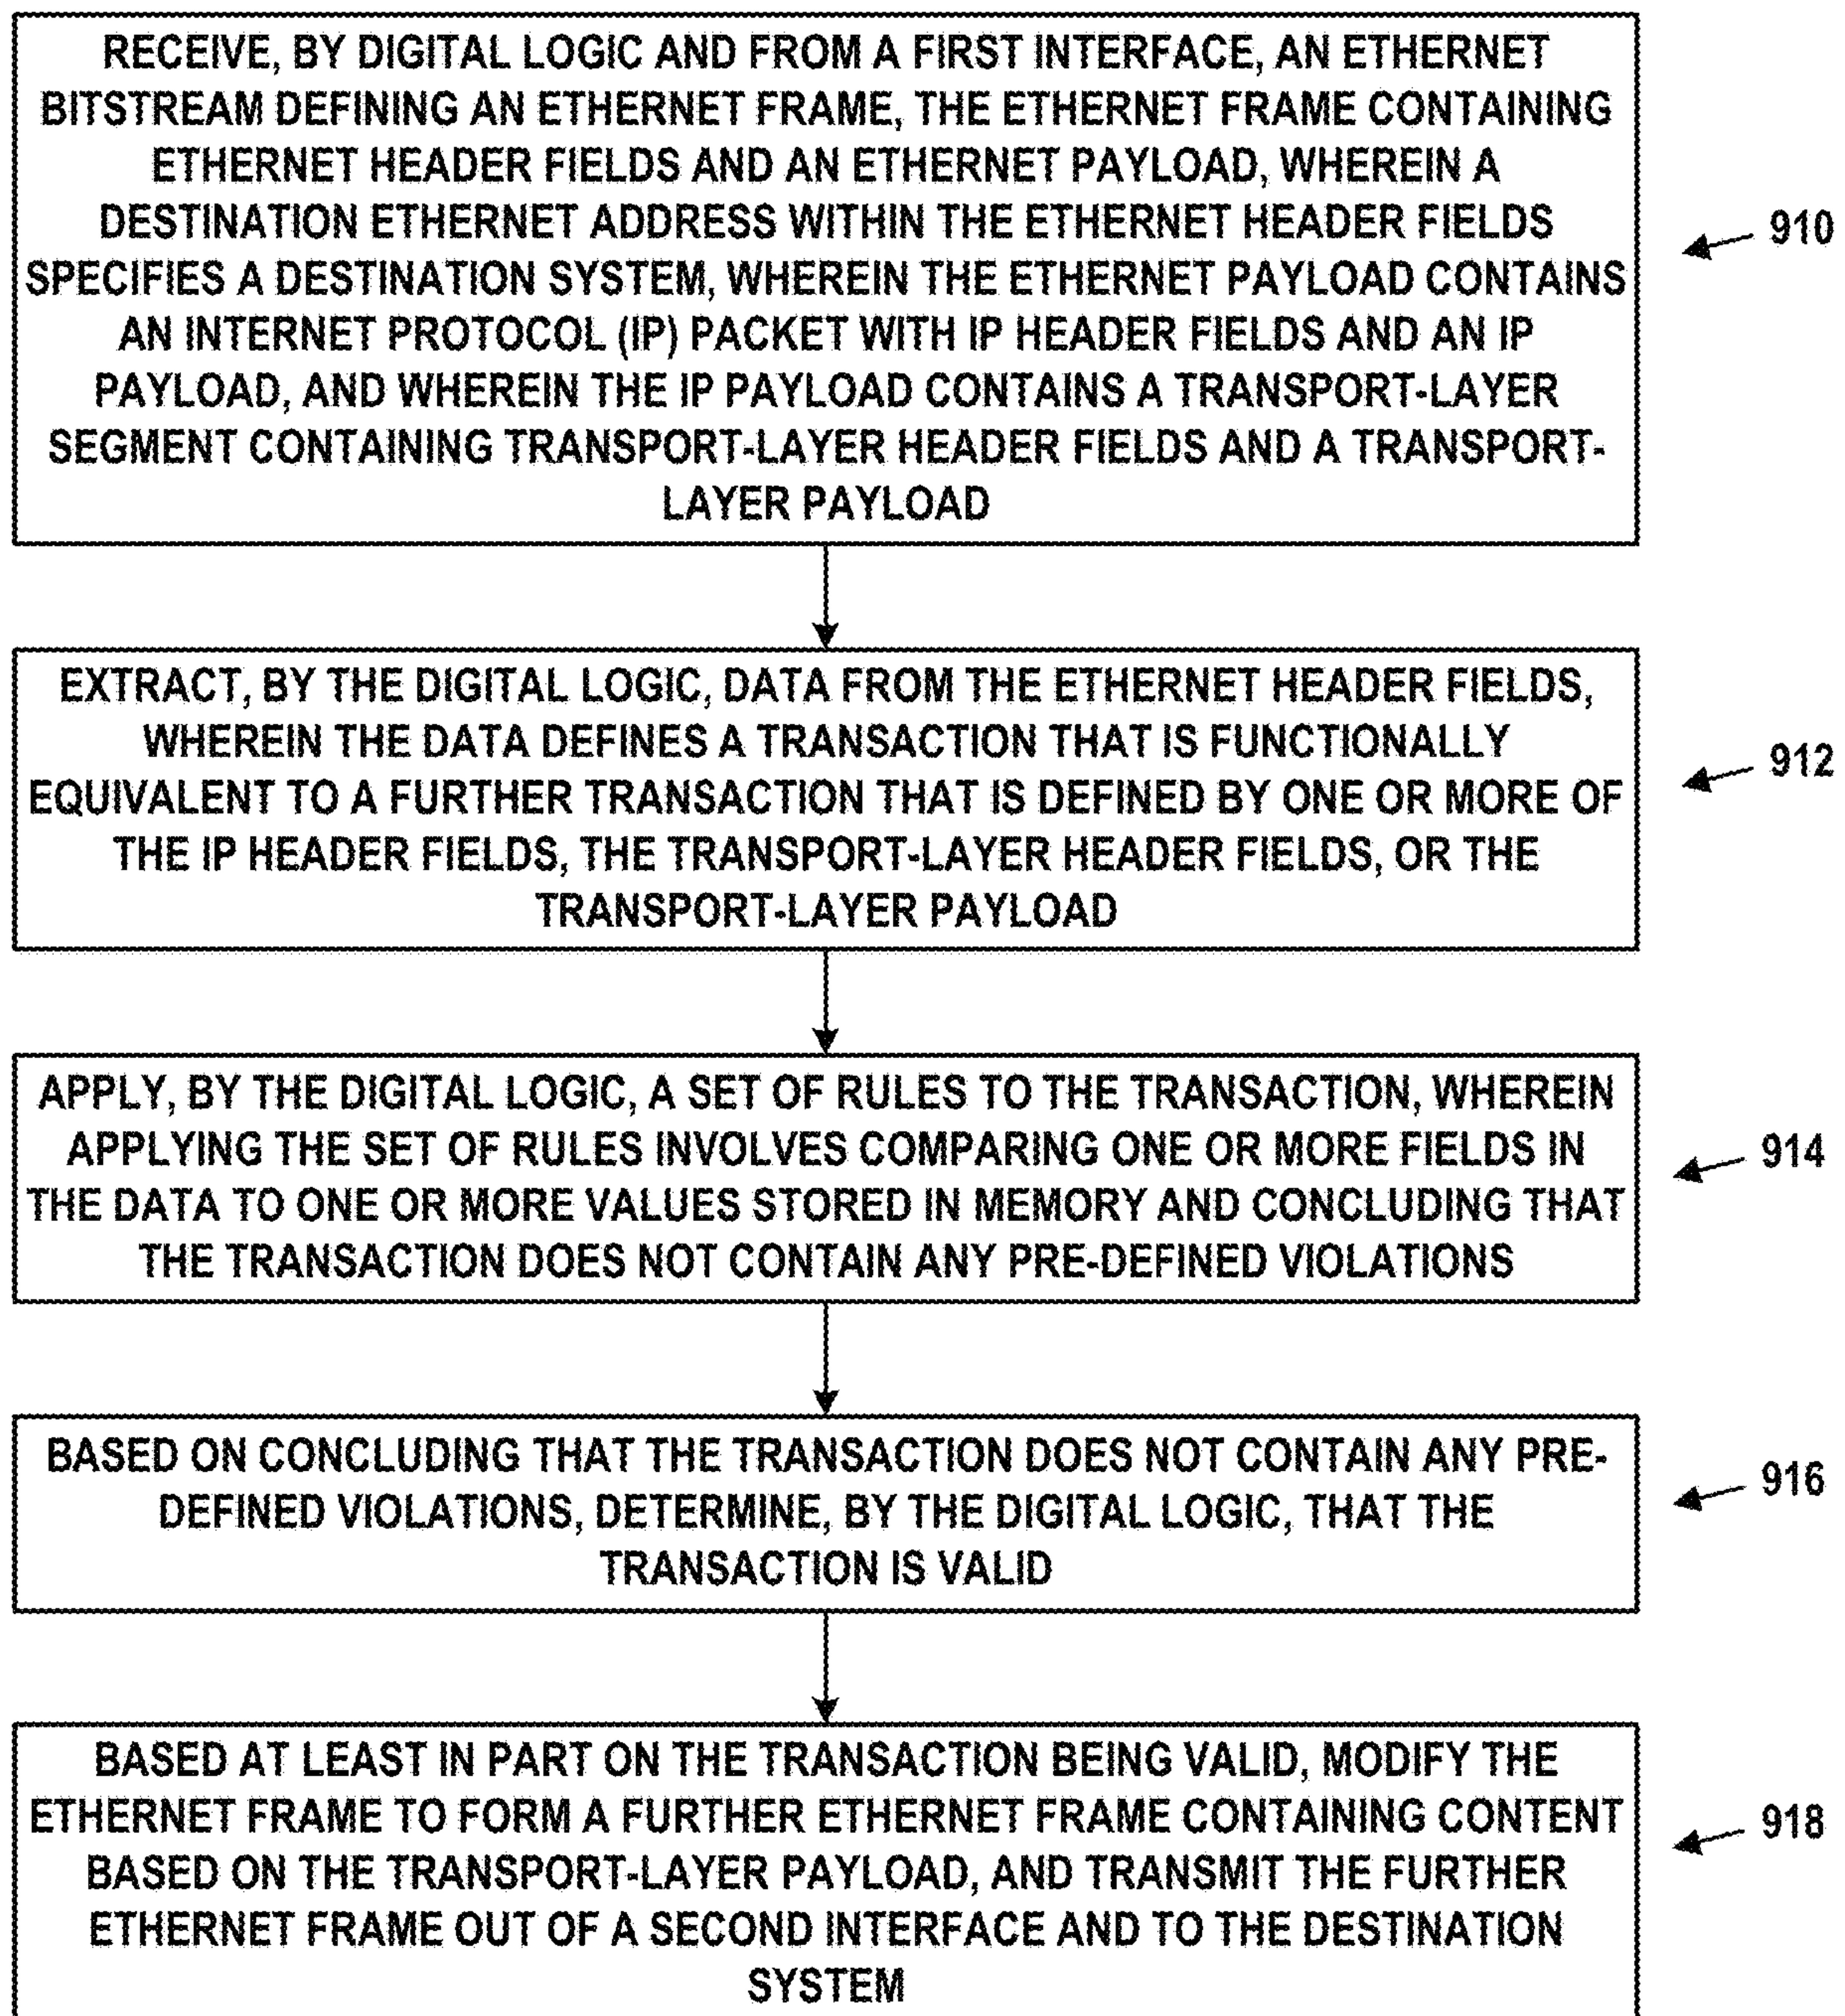 RECEIVE, BY DIGITAL LOGIC AND FROM A FIRST INTERFACE, AN ETHERNET
BITSTREAM DEFINING AN ETHERNET FRAME, THE ETHERNET FRAME CONTAINING
ETHERNET HEADER FIELDS AND AN ETHERNET PAYLOAD, WHEREIN A
DESTINATION ETHERNET ADDRESS WITHIN THE ETHERNET HEADER FIELDS
SPECIFIES A DESTINATION SYSTEM, WHEREIN THE ETHERNET PAYLOAD CONTAINS
AN INTERNET PROTOCOL (IP) PACKET WITH IP HEADER FIELDS AND AN IP
PAYLOAD, AND WHEREIN THE IP PAYLOAD CONTAINS A TRANSPORT-LAYER
SEGMENT CONTAINING TRANSPORT-LAYER HEADER FIELDS AND A TRANSPORT-
LAYER PAYLOAD
910
EXTRACT, BY THE DIGITAL LOGIC, DATA FROM THE ETHERNET HEADER FIELDS,
WHEREIN THE DATA DEFINES A TRANSACTION THAT IS FUNCTIONALLY
EQUIVALENT TO A FURTHER TRANSACTION THAT IS DEFINED BY ONE OR MORE OF
THE IP HEADER FIELDS, THE TRANSPORT-LAYER HEADER FIELDS, OR THE
TRANSPORT-LAYER PAYLOAD
912
APPLY, BY THE DIGITAL LOGIC, A SET OF RULES TO THE TRANSACTION, WHEREIN
APPLYING THE SET OF RULES INVOLVES COMPARING ONE OR MORE FIELDS IN
THE DATA TO ONE OR MORE VALUES STORED IN MEMORY AND CONCLUDING THAT
THE TRANSACTION DOES NOT CONTAIN ANY PRE-DEFINED VIOLATIONS
914
BASED ON CONCLUDING THAT THE TRANSACTION DOES NOT CONTAIN ANY PRE-
DEFINED VIOLATIONS, DETERMINE, BY THE DIGITAL LOGIC, THAT THE
TRANSACTION IS VALID
916
BASED AT LEAST IN PART ON THE TRANSACTION BEING VALID, MODIFY THE
ETHERNET FRAME TO FORM A FURTHER ETHERNET FRAME CONTAINING CONTENT
BASED ON THE TRANSPORT-LAYER PAYLOAD, AND TRANSMIT THE FURTHER
ETHERNET FRAME OUT OF A SECOND INTERFACE AND TO THE DESTINATION
SYSTEM
918